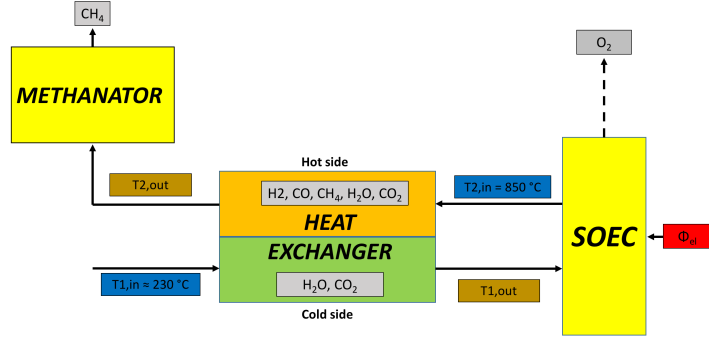 CH₄
O₂
METHANATOR
Hot side
T2,out
T2,in = 850 °C
H2, CO, CH₄, H₂O, CO₂
HEAT
SOEC
Φel
EXCHANGER
T1,in ≈ 230 °C
H₂O, CO₂
T1,out
Cold side